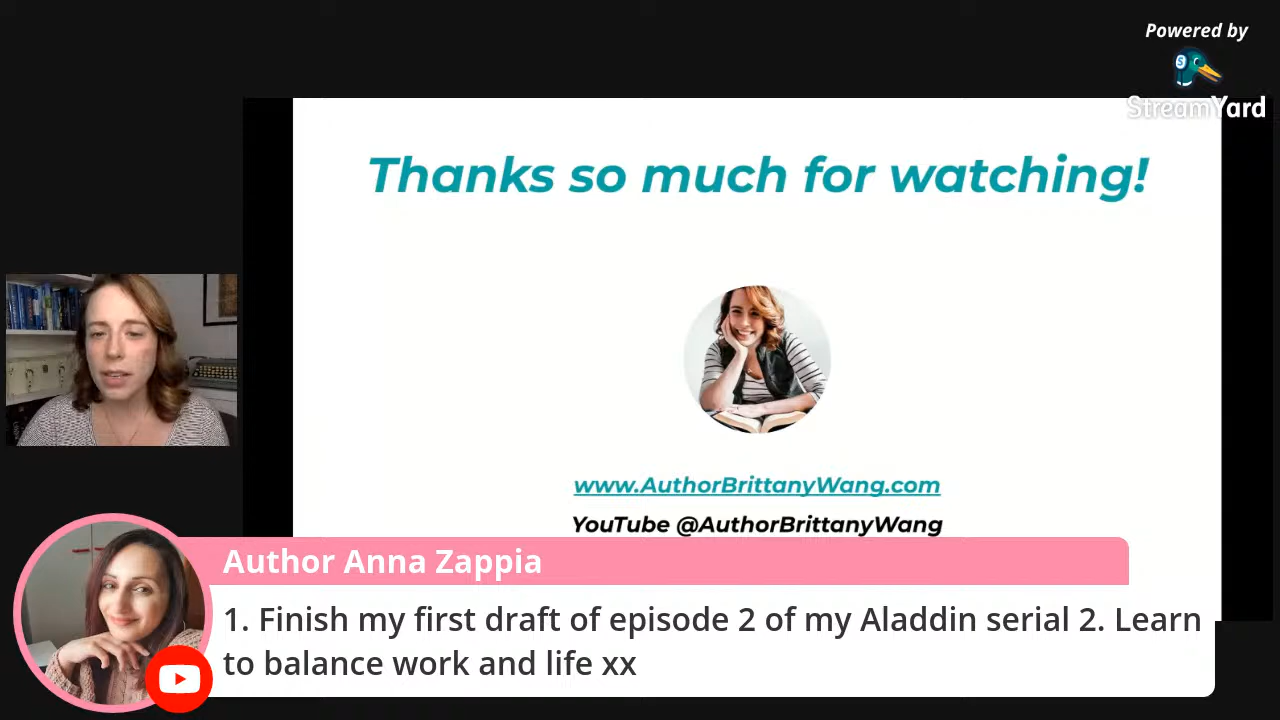 Powered by
StreamYard
Thanks so much for watching!
www.AuthorBrittanyWang.com
YouTube @AuthorBrittanyWang
Author Anna Zappia
1. Finish my first draft of episode 2 of my Aladdin serial 2. Learn
to balance work and life xx